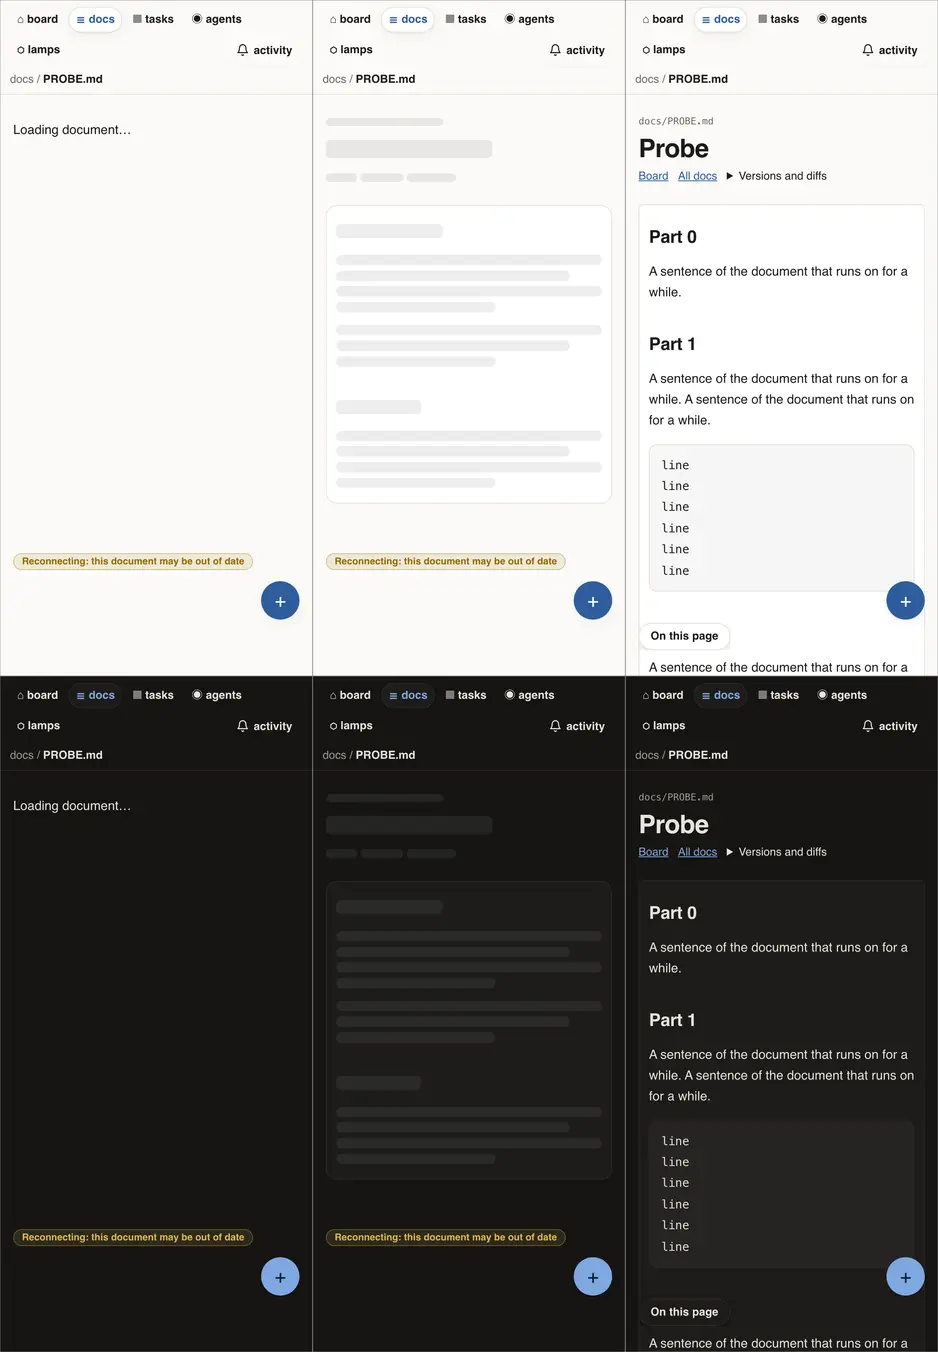 board docs tasks agents
lamps activity
docs / PROBE.md
Loading document...
Reconnecting: this document may be out of date
+
board docs tasks agents
lamps activity
docs / PROBE.md
Reconnecting: this document may be out of date
+
board docs tasks agents
lamps activity
docs / PROBE.md
docs/PROBE.md
Probe
Board All docs Versions and diffs
Part 0
A sentence of the document that runs on for a
while.
Part 1
A sentence of the document that runs on for a
while. A sentence of the document that runs on
for a while.
line
line
line
line
line
line
+
On this page
A sentence of the document that runs on for a
board docs tasks agents
lamps activity
docs / PROBE.md
Loading document...
Reconnecting: this document may be out of date
+
board docs tasks agents
lamps activity
docs / PROBE.md
Reconnecting: this document may be out of date
+
board docs tasks agents
lamps activity
docs / PROBE.md
docs/PROBE.md
Probe
Board All docs Versions and diffs
Part 0
A sentence of the document that runs on for a
while.
Part 1
A sentence of the document that runs on for a
while. A sentence of the document that runs on
for a while.
line
line
line
line
line
line
+
On this page
A sentence of the document that runs on for a